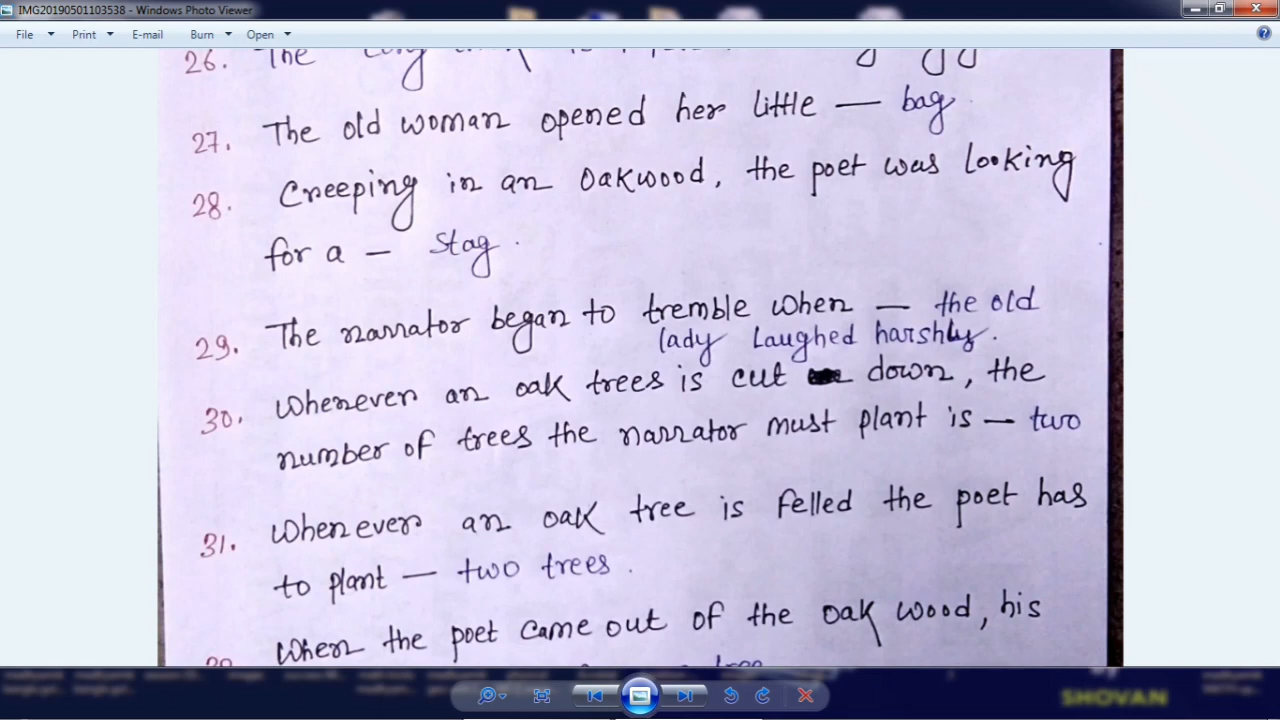 IMG20190501103538 - Windows Photo Viewer
File Print E-mail Burn Open
26. The
27. The old woman opened her little — bag.
28. Creeping in an oakwood, the poet was looking
for a — stag.
29. The narrator began to tremble when — the old
lady Laughed harshly.
30. Whenever an oak trees is cut down, the
number of trees the narrator must plant is — two
31. Whenever an oak tree is felled the poet has
to plant — two trees.
When the poet came out of the oak wood, his
tree
SHOVAN